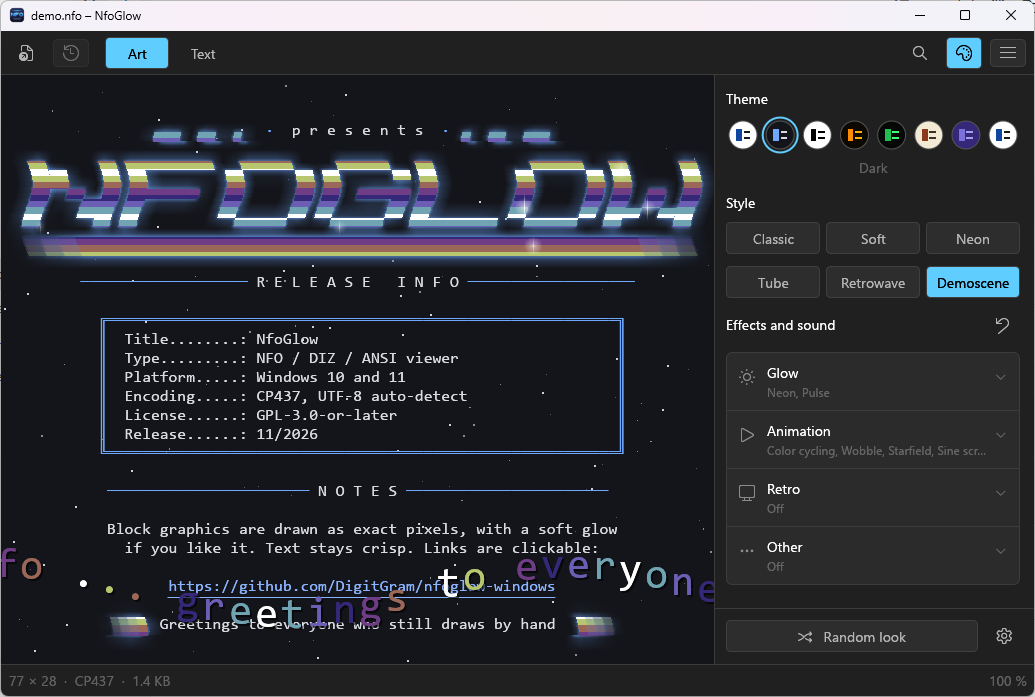 demo.nfo – NfoGlow
Art
Text
· presents ·
NFOGLOW
RELEASE INFO
Title........: NfoGlow
Type.........: NFO / DIZ / ANSI viewer
Platform.....: Windows 10 and 11
Encoding.....: CP437, UTF-8 auto-detect
License......: GPL-3.0-or-later
Release......: 11/2026
NOTES
Block graphics are drawn as exact pixels, with a soft glow
if you like it. Text stays crisp. Links are clickable:
https://github.com/DigitGram/nfoglow-windows
Greetings to everyone who still draws by hand
fo ... greetings to everyone
Theme
Dark
Style
Classic
Soft
Neon
Tube
Retrowave
Demoscene
Effects and sound
Glow
Neon, Pulse
Animation
Color cycling, Wobble, Starfield, Sine scr...
Retro
Off
Other
Off
Random look
77 × 28 · CP437 · 1.4 KB
100 %